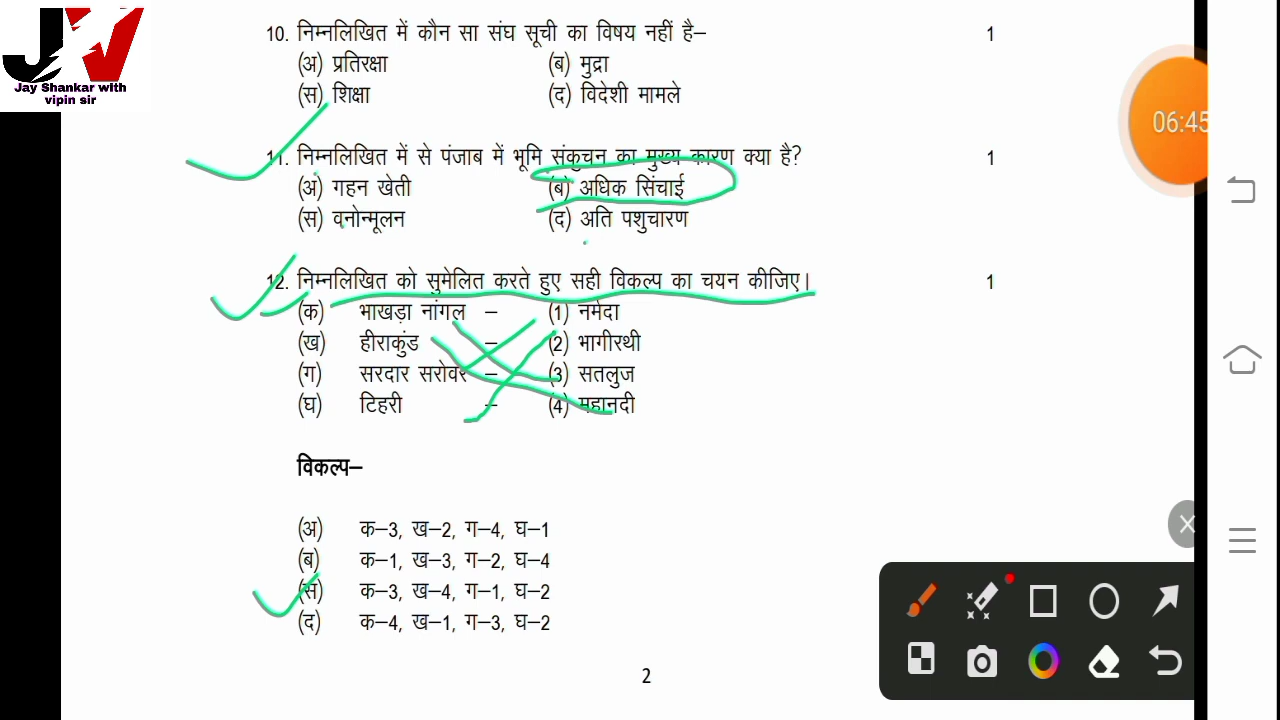 JV
Jay Shankar with
vipin sir
10. निम्नलिखित में कौन सा संघ सूची का विषय नहीं है– 1
(अ) प्रतिरक्षा (ब) मुद्रा
(स) शिक्षा (द) विदेशी मामले
06:45
11. निम्नलिखित में से पंजाब में भूमि संकुचन का मुख्य कारण क्या है? 1
(अ) गहन खेती (ब) अधिक सिंचाई
(स) वनोन्मूलन (द) अति पशुचारण
12. निम्नलिखित को सुमेलित करते हुए सही विकल्प का चयन कीजिए। 1
(क) भाखड़ा नांगल – (1) नर्मदा
(ख) हीराकुंड – (2) भागीरथी
(ग) सरदार सरोवर – (3) सतलुज
(घ) टिहरी – (4) महानदी
विकल्प–
(अ) क–3, ख–2, ग–4, घ–1
(ब) क–1, ख–3, ग–2, घ–4
(स) क–3, ख–4, ग–1, घ–2
(द) क–4, ख–1, ग–3, घ–2
2